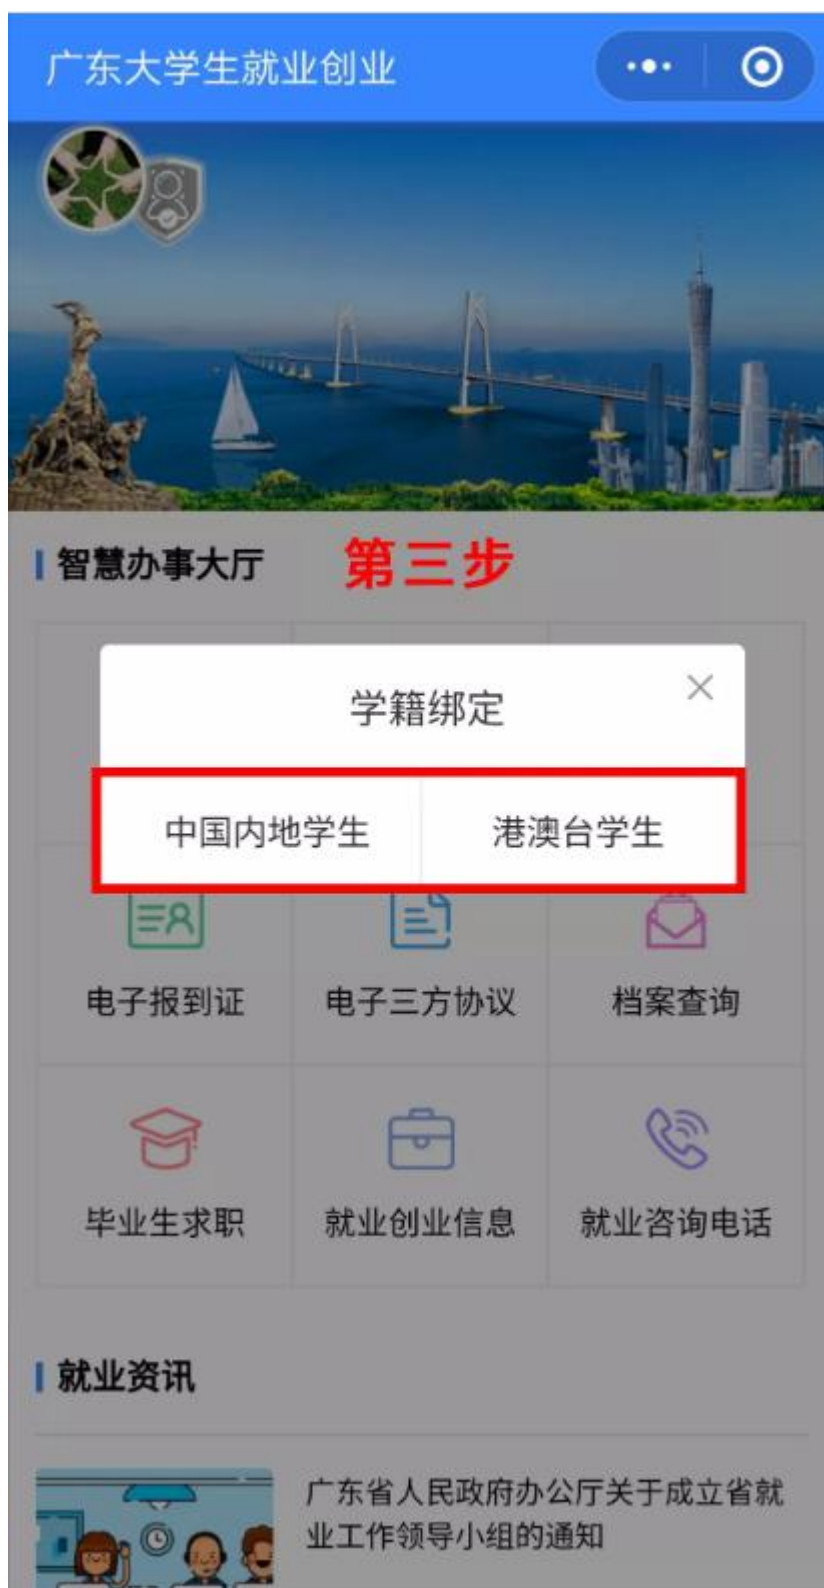 广东大学生就业创业
智慧办事大厅
第三步
学籍绑定
中国内地学生
港澳台学生
电子报到证
电子三方协议
档案查询
毕业生求职
就业创业信息
就业咨询电话
就业资讯
广东省人民政府办公厅关于成立省就
业工作领导小组的通知